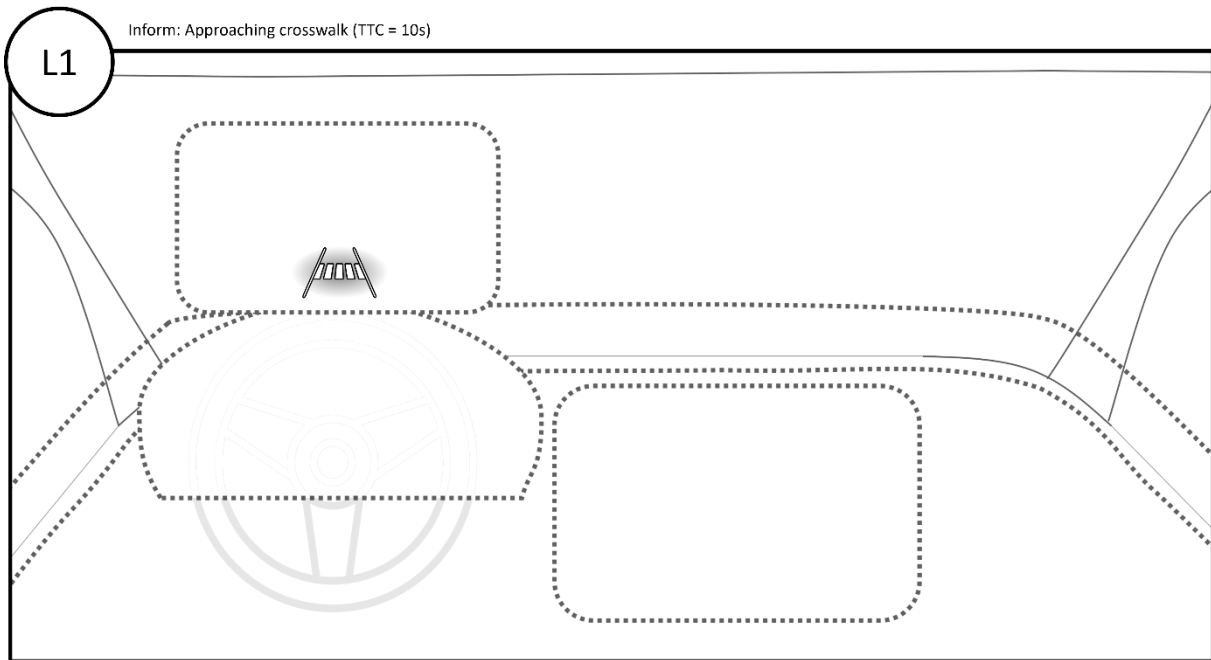 Inform: Approaching crosswalk (TTC = 10s)
L1